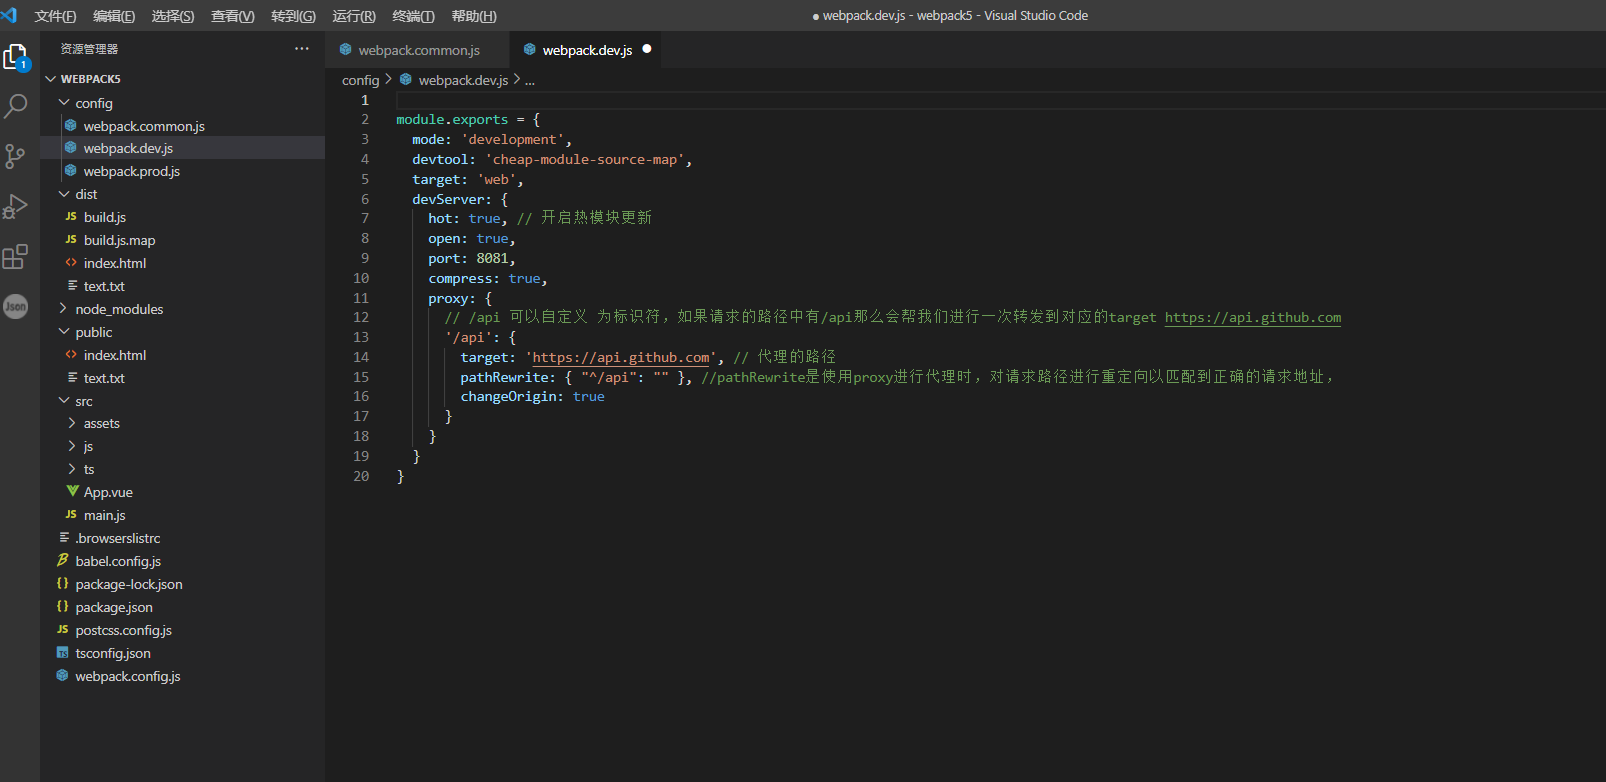 文件(F) 编辑(E) 选择(S) 查看(V) 转到(G) 运行(R) 终端(T) 帮助(H)
● webpack.dev.js - webpack5 - Visual Studio Code
资源管理器 ···
WEBPACK5
config
webpack.common.js
webpack.dev.js
webpack.prod.js
dist
JS build.js
JS build.js.map
<> index.html
text.txt
node_modules
public
<> index.html
text.txt
src
assets
js
ts
App.vue
JS main.js
.browserslistrc
babel.config.js
{} package-lock.json
{} package.json
JS postcss.config.js
TS tsconfig.json
webpack.config.js
1
Json
webpack.common.js
webpack.dev.js ●
config > webpack.dev.js > ...
1
2 module.exports = {
3 mode: 'development',
4 devtool: 'cheap-module-source-map',
5 target: 'web',
6 devServer: {
7 hot: true, // 开启热模块更新
8 open: true,
9 port: 8081,
10 compress: true,
11 proxy: {
12 // /api 可以自定义 为标识符，如果请求的路径中有/api那么会帮我们进行一次转发到对应的target https://api.github.com
13 '/api': {
14 target: 'https://api.github.com', // 代理的路径
15 pathRewrite: { "^/api": "" }, //pathRewrite是使用proxy进行代理时，对请求路径进行重定向以匹配到正确的请求地址，
16 changeOrigin: true
17 }
18 }
19 }
20 }